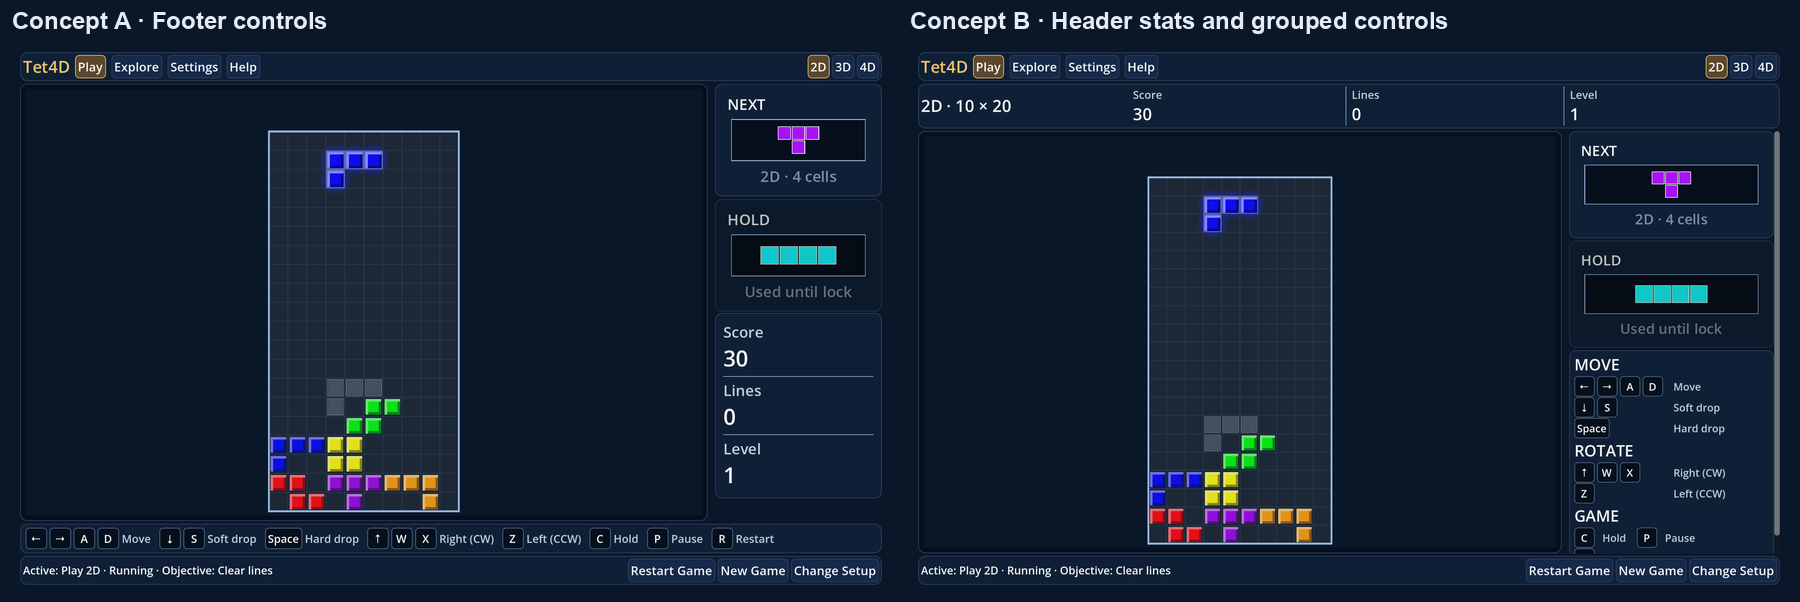 Concept A · Footer controls
Tet4D Play Explore Settings Help 2D 3D 4D
NEXT
2D · 4 cells
HOLD
Used until lock
Score
30
Lines
0
Level
1
← → A D Move ↓ S Soft drop Space Hard drop ↑ W X Right (CW) Z Left (CCW) C Hold P Pause R Restart
Active: Play 2D · Running · Objective: Clear lines Restart Game New Game Change Setup
Concept B · Header stats and grouped controls
Tet4D Play Explore Settings Help 2D 3D 4D
2D · 10 × 20
Score
30
Lines
0
Level
1
NEXT
2D · 4 cells
HOLD
Used until lock
MOVE
← → A D Move
↓ S Soft drop
Space Hard drop
ROTATE
↑ W X Right (CW)
Z Left (CCW)
GAME
C Hold P Pause
Active: Play 2D · Running · Objective: Clear lines Restart Game New Game Change Setup